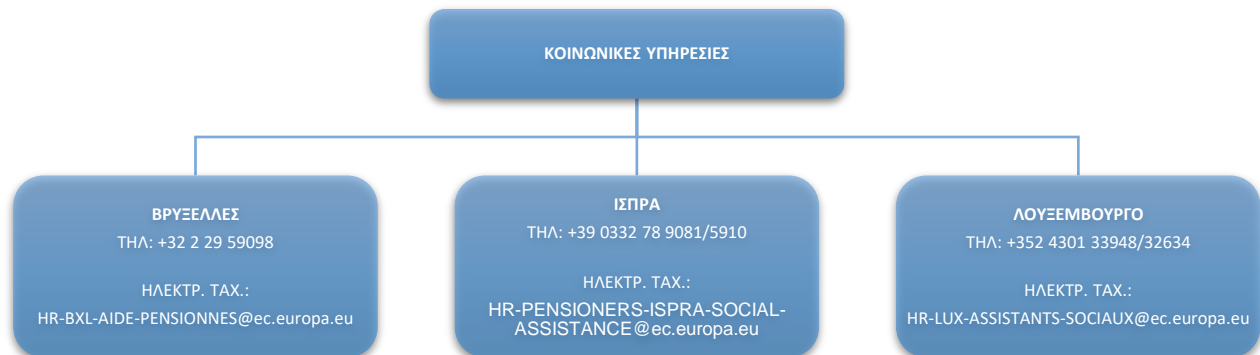 ΚΟΙΝΩΝΙΚΕΣ ΥΠΗΡΕΣΙΕΣ
ΒΡΥΞΕΛΛΕΣ
ΤΗΛ: +32 2 29 59098
ΗΛΕΚΤΡ. ΤΑΧ.:
HR-BXL-AIDE-PENSIONNES@ec.europa.eu
ΙΣΠΡΑ
ΤΗΛ: +39 0332 78 9081/5910
ΗΛΕΚΤΡ. ΤΑΧ.:
HR-PENSIONERS-ISPRA-SOCIAL-
ASSISTANCE@ec.europa.eu
ΛΟΥΞΕΜΒΟΥΡΓΟ
ΤΗΛ: +352 4301 33948/32634
ΗΛΕΚΤΡ. ΤΑΧ.:
HR-LUX-ASSISTANTS-SOCIAUX@ec.europa.eu